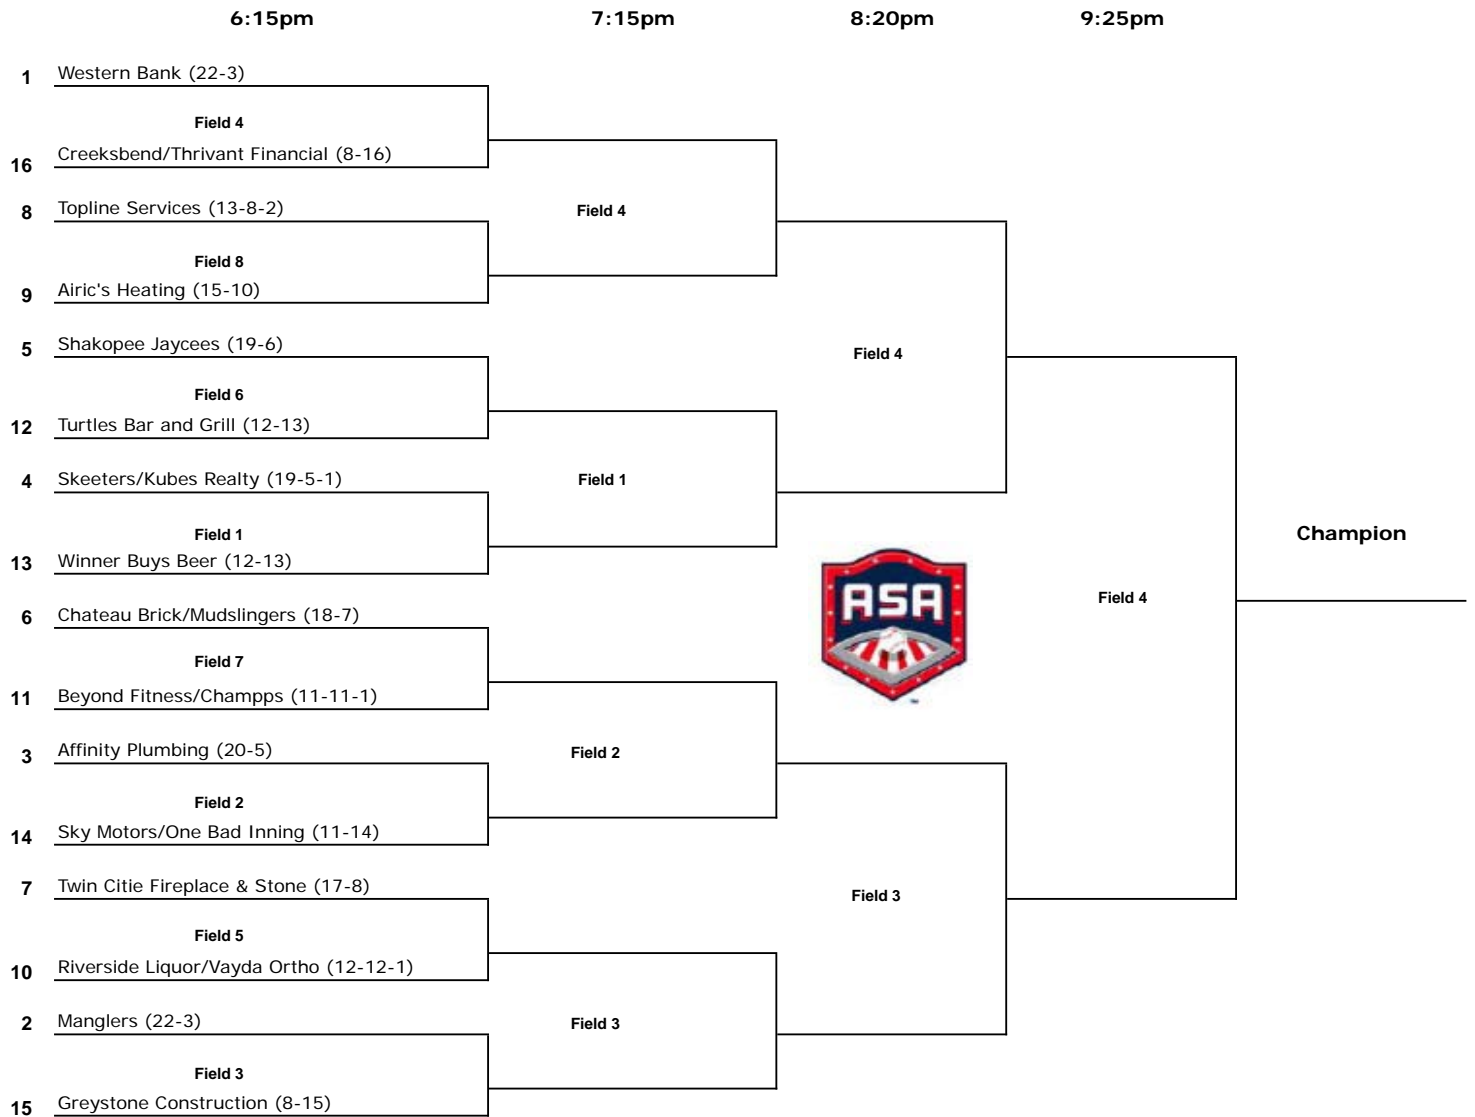 6:15pm 7:15pm 8:20pm 9:25pm
1 Western Bank (22-3)
Field 4
16 Creeksbend/Thrivant Financial (8-16)
8 Topline Services (13-8-2)
Field 4
Field 8
9 Airic's Heating (15-10)
5 Shakopee Jaycees (19-6)
Field 4
Field 6
12 Turtles Bar and Grill (12-13)
4 Skeeters/Kubes Realty (19-5-1)
Field 1
Field 1
Champion
13 Winner Buys Beer (12-13)
ASA
Field 4
6 Chateau Brick/Mudslingers (18-7)
Field 7
11 Beyond Fitness/Champps (11-11-1)
3 Affinity Plumbing (20-5)
Field 2
Field 2
14 Sky Motors/One Bad Inning (11-14)
7 Twin Citie Fireplace & Stone (17-8)
Field 3
Field 5
10 Riverside Liquor/Vayda Ortho (12-12-1)
2 Manglers (22-3)
Field 3
Field 3
15 Greystone Construction (8-15)